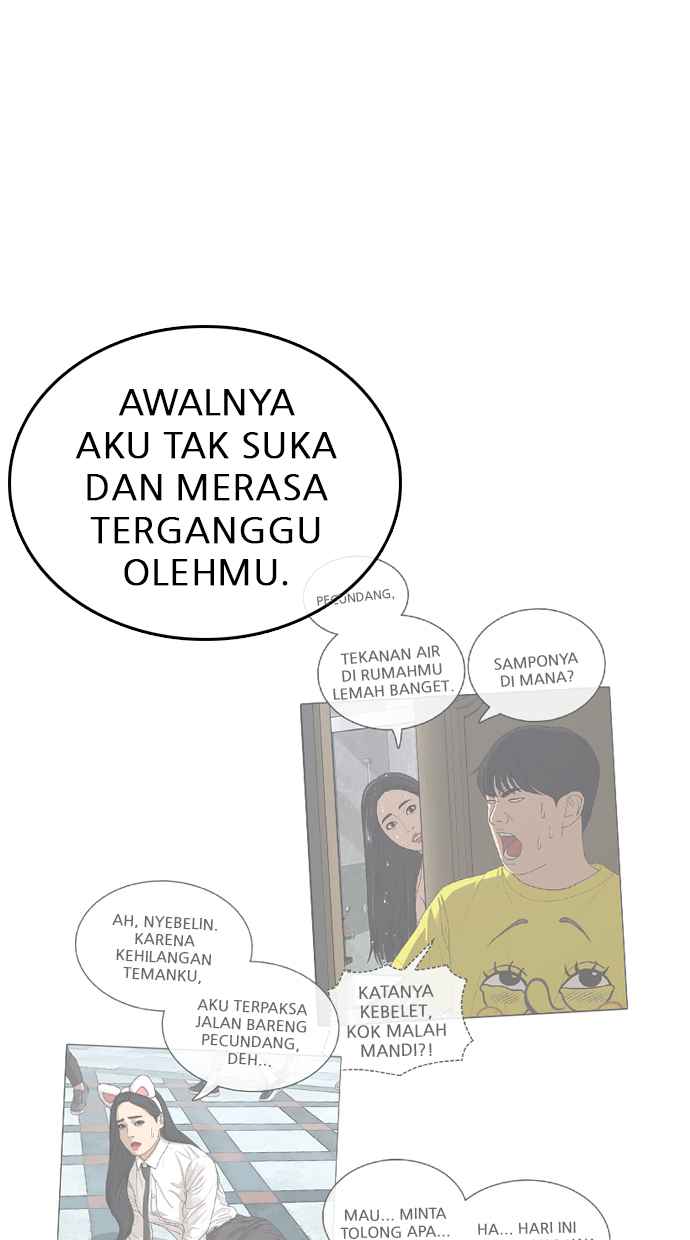 AWALNYA
AKU TAK SUKA
DAN MERASA
TERGANGGU
OLEHMU.
PECUNDANG,
TEKANAN AIR
DI RUMAHMU
LEMAH BANGET.
SAMPONYA
DI MANA?
KATANYA
KEBELET,
KOK MALAH
MANDI?!
AH, NYEBELIN.
KARENA
KEHILANGAN
TEMANKU,
AKU TERPAKSA
JALAN BARENG
PECUNDANG,
DEH...
MAU... MINTA
TOLONG APA...
HA... HARI INI